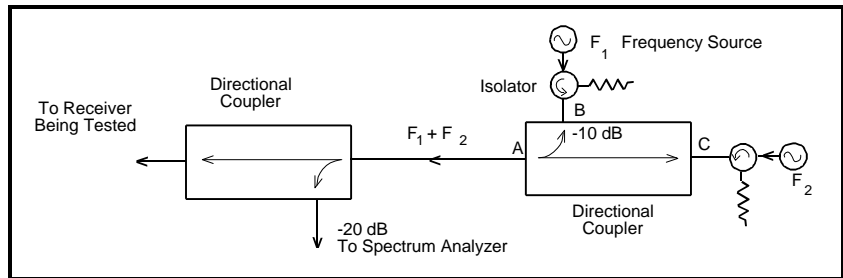 F1 Frequency Source
Isolator
B
-10 dB
A
C
F2
Directional
Coupler
F1 + F2
Directional
Coupler
To Receiver
Being Tested
-20 dB
To Spectrum Analyzer